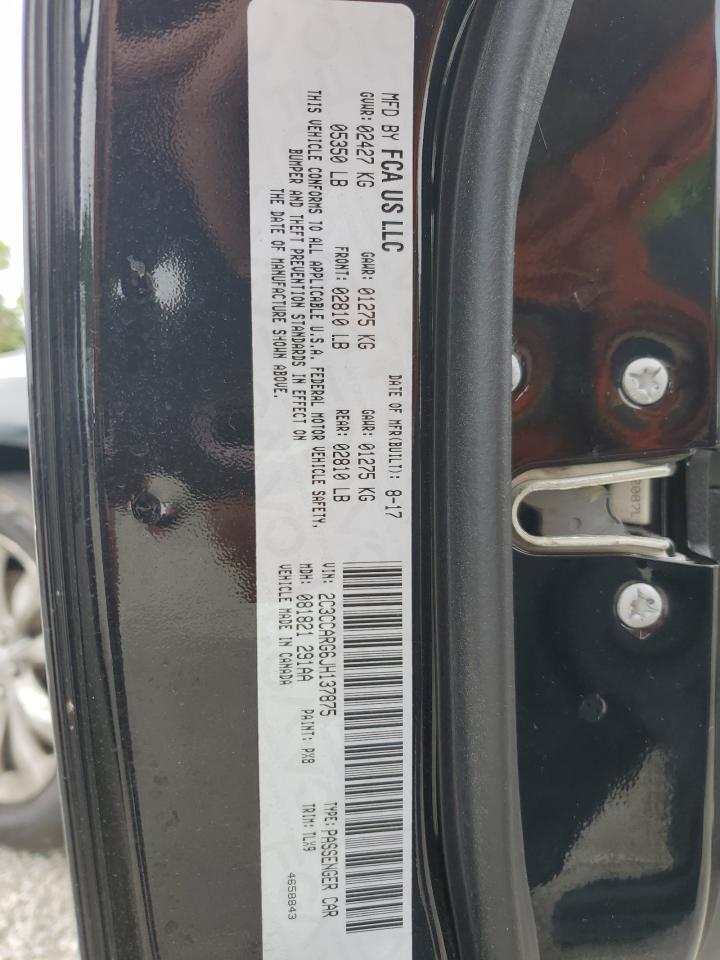 MFD BY FCA US LLC
DATE OF MFR(BUILT): 8-17
GVWR: 02427 KG
GAWR: 01275 KG
GAWR: 01275 KG
05350 LB
FRONT: 02810 LB
REAR: 02810 LB
THIS VEHICLE CONFORMS TO ALL APPLICABLE U.S.A. FEDERAL MOTOR VEHICLE SAFETY,
BUMPER AND THEFT PREVENTION STANDARDS IN EFFECT ON
THE DATE OF MANUFACTURE SHOWN ABOVE.
VIN: 2C3CCARG6JH137875
TYPE: PASSENGER CAR
MDH: 081821 291AA
PAINT: PX8
TRIM: TLX9
VEHICLE MADE IN CANADA
4658843